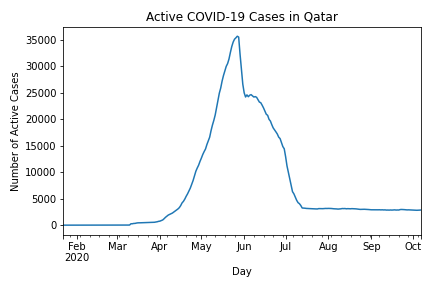 Active COVID-19 Cases in Qatar
Number of Active Cases
35000
30000
25000
20000
15000
10000
5000
0
Feb Mar Apr May Jun Jul Aug Sep Oct
2020
Day